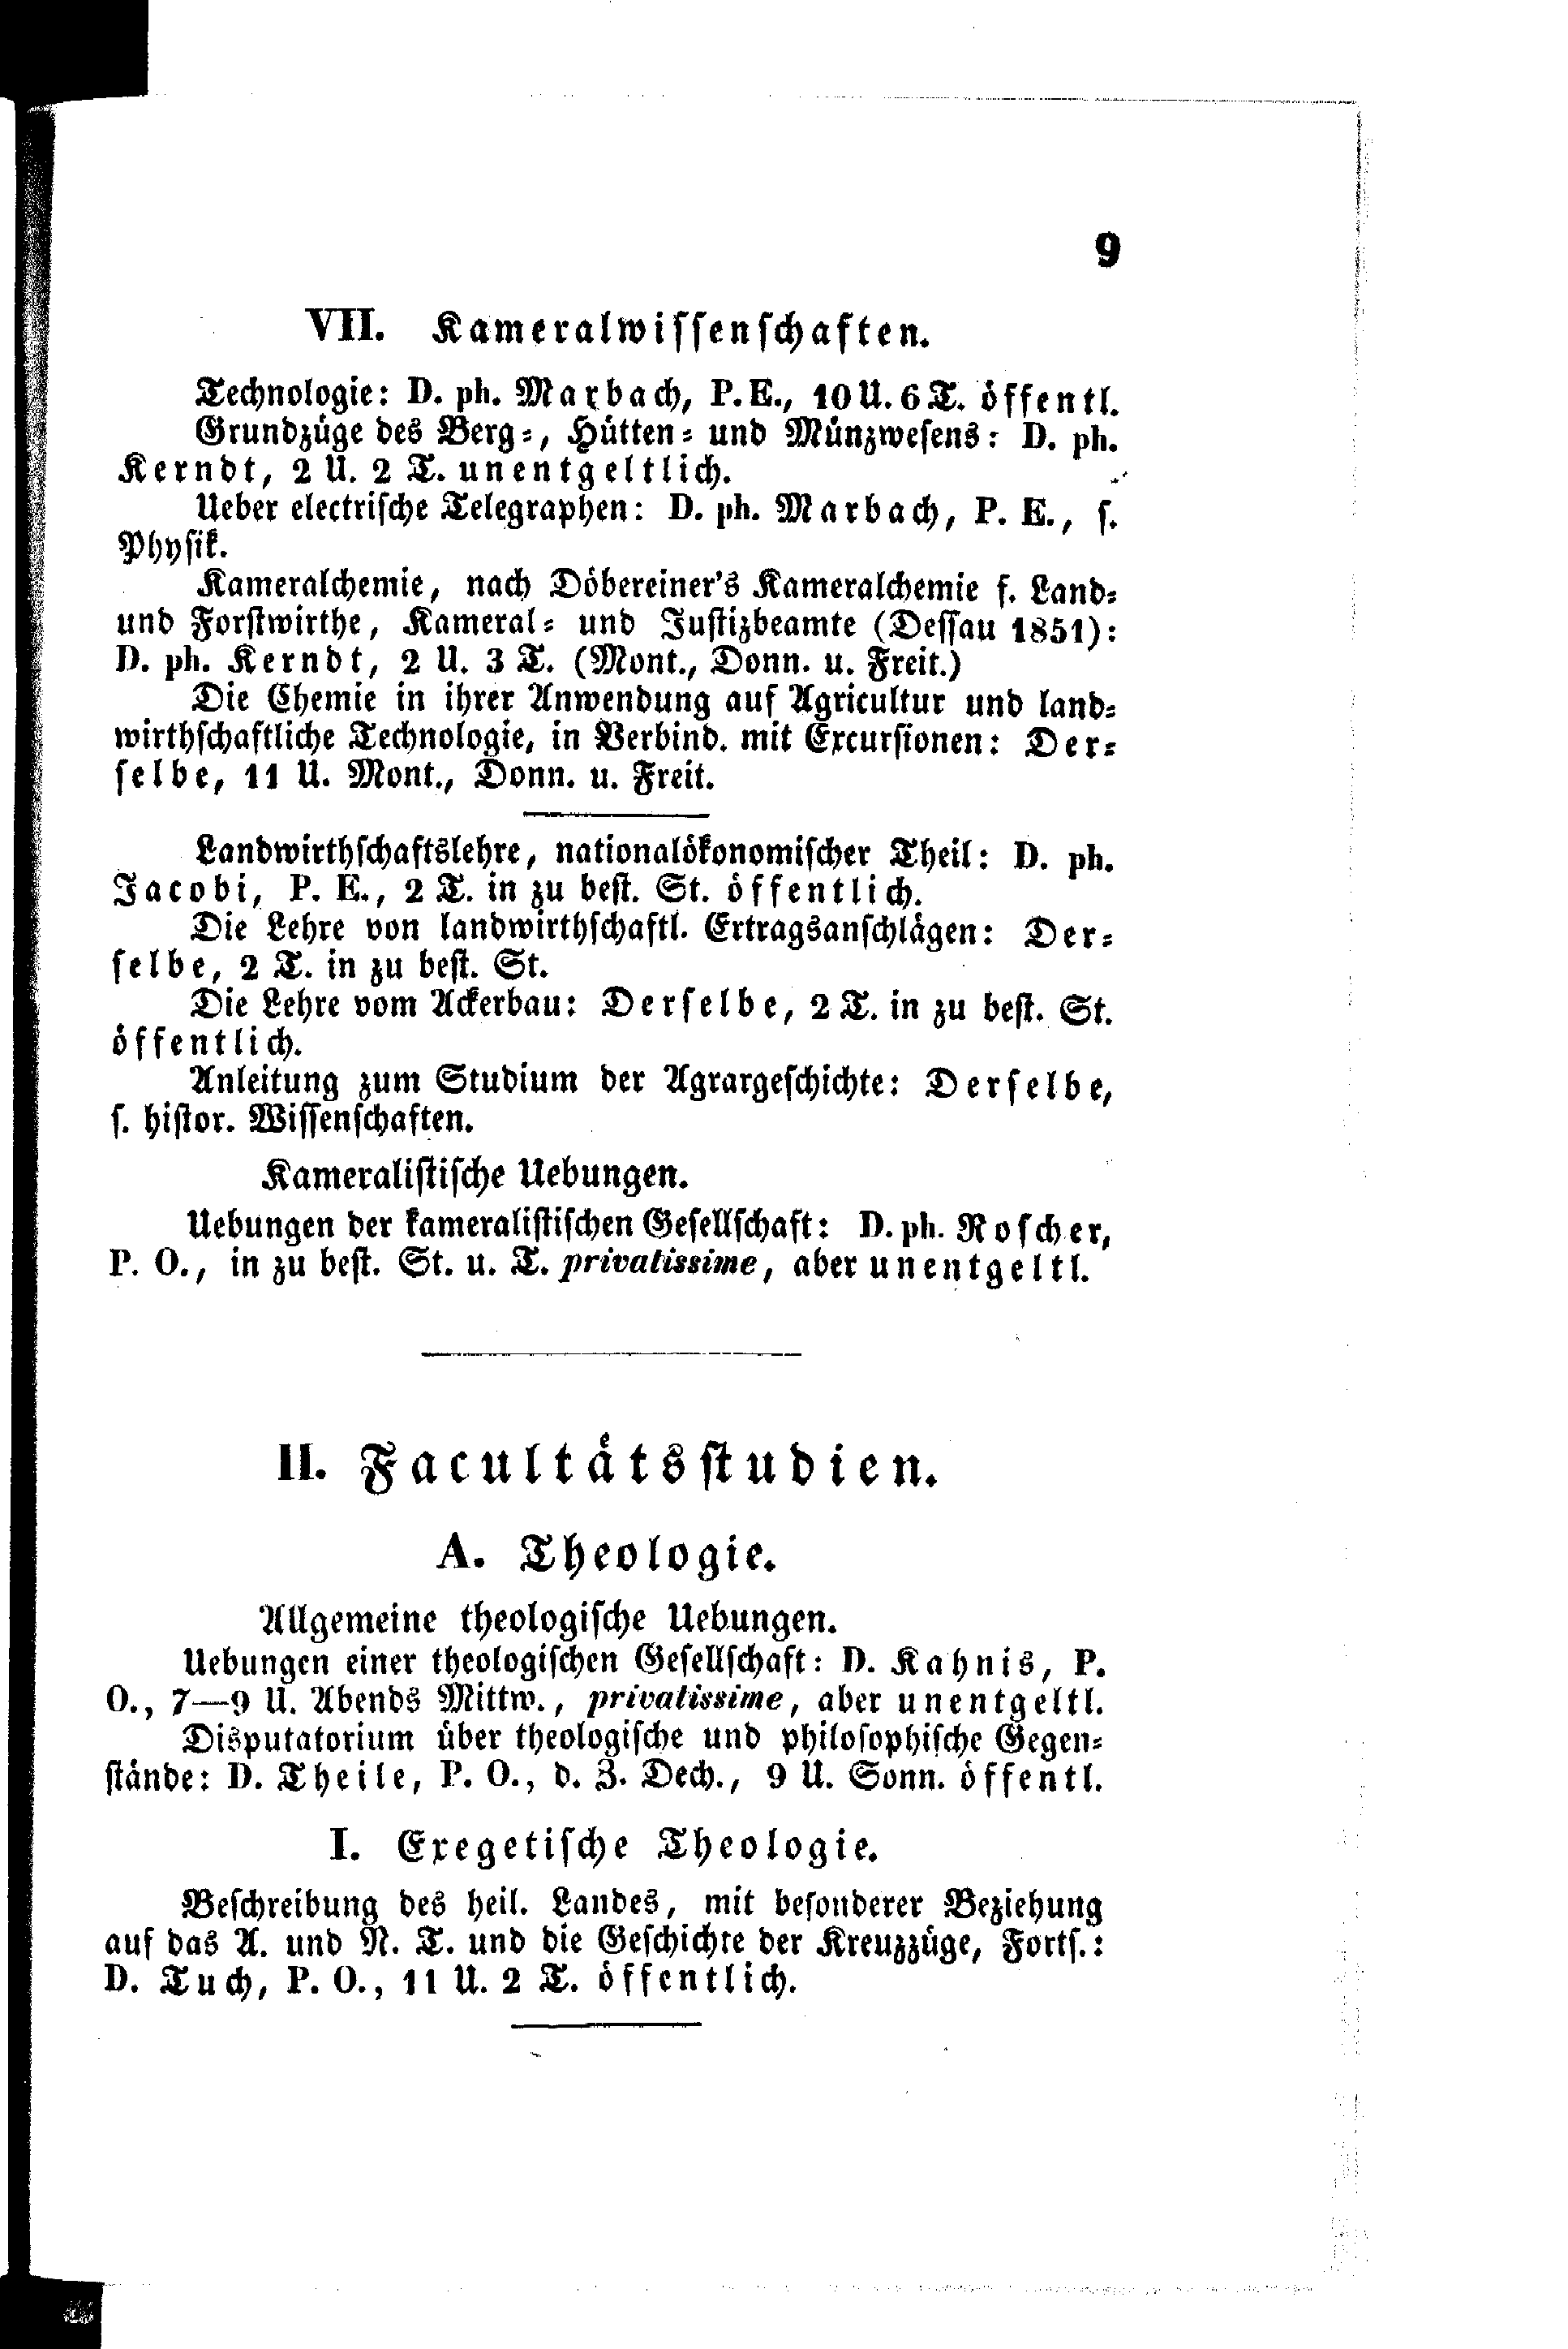 9
VII. Kameralwissenschaften.
Technologie: D. ph. Marbach, P. E., 10 U. 6 T. öffentl.
Grundzüge des Berg-, Hütten- und Münzwesens: D. ph.
Kerndt, 2 U. 2 T. unentgeltlich.
Ueber electrische Telegraphen: D. ph. Marbach, P. E., s.
Physik.
Kameralchemie, nach Döbereiner's Kameralchemie f. Land-
und Forstwirthe, Kameral- und Justizbeamte (Dessau 1851):
D. ph. Kerndt, 2 U. 3 T. (Mont., Donn. u. Freit.)
Die Chemie in ihrer Anwendung auf Agricultur und land-
wirthschaftliche Technologie, in Verbind. mit Excursionen: Der-
selbe, 11 U. Mont., Donn. u. Freit.
Landwirthschaftslehre, nationalökonomischer Theil: D. ph.
Jacobi, P. E., 2 T. in zu best. St. öffentlich.
Die Lehre von landwirthschaftl. Ertragsanschlägen: Der-
selbe, 2 T. in zu best. St.
Die Lehre vom Ackerbau: Derselbe, 2 T. in zu best. St.
öffentlich.
Anleitung zum Studium der Agrargeschichte: Derselbe,
s. histor. Wissenschaften.
Kameralistische Uebungen.
Uebungen der kameralistischen Gesellschaft: D. ph. Roscher,
P. O., in zu best. St. u. T. privatissime, aber unentgeltl.
II. Facultätsstudien.
A. Theologie.
Allgemeine theologische Uebungen.
Uebungen einer theologischen Gesellschaft: D. Kahnis, P.
O., 7—9 U. Abends Mittw., privatissime, aber unentgeltl.
Disputatorium über theologische und philosophische Gegen-
stände: D. Theile, P. O., d. Z. Dech., 9 U. Sonn. öffentl.
I. Exegetische Theologie.
Beschreibung des heil. Landes, mit besonderer Beziehung
auf das A. und N. T. und die Geschichte der Kreuzzüge, Forts.:
D. Tuch, P. O., 11 U. 2 T. öffentlich.